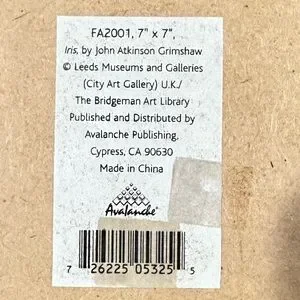 FA2001, 7" x 7",
Iris, by John Atkinson Grimshaw
© Leeds Museums and Galleries
(City Art Gallery) U.K./
The Bridgeman Art Library
Published and Distributed by
Avalanche Publishing,
Cypress, CA 90630
Made in China
Avalanche®
7 26225 05325 5